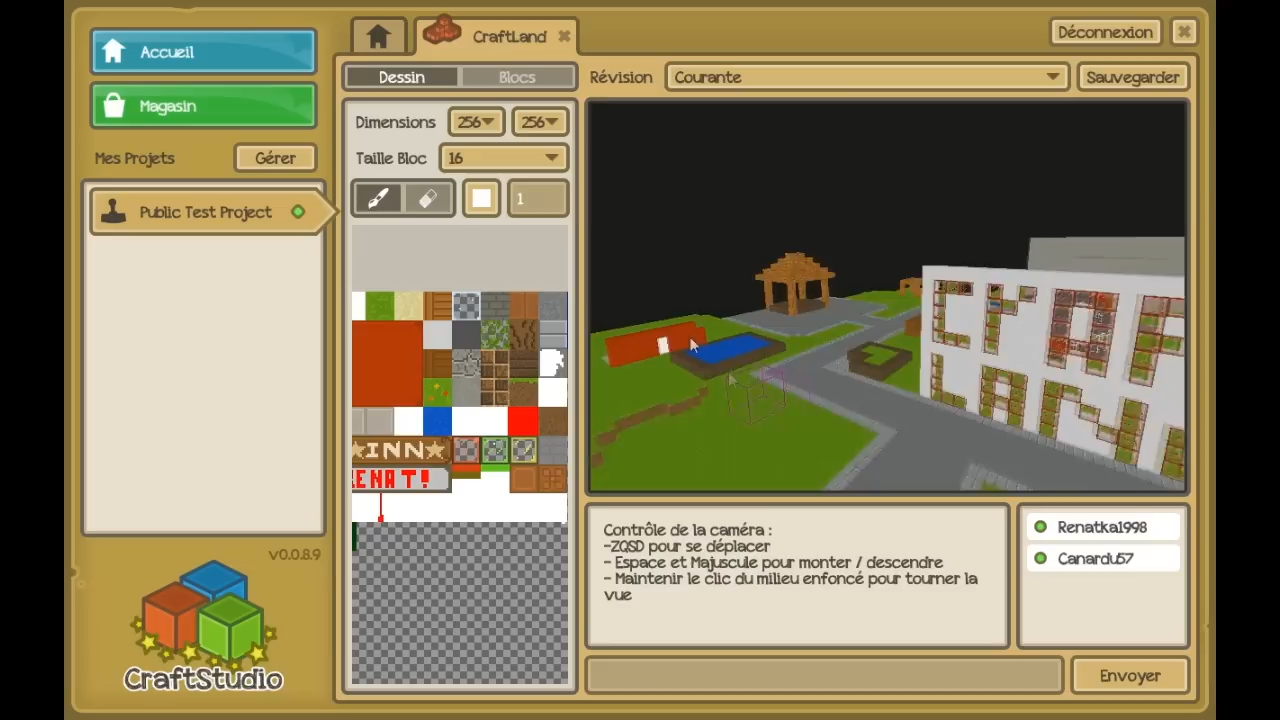 Accueil
CraftLand
Déconnexion
Magasin
Dessin
Blocs
Révision
Courante
Sauvegarder
Mes Projets
Gérer
Dimensions
256
256
Taille Bloc
16
Public Test Project
1
CRAF
LAN
INN
ENAT!
Contrôle de la caméra :
-ZQSD pour se déplacer
- Espace et Majuscule pour monter / descendre
- Maintenir le clic du milieu enfoncé pour tourner la
vue
Renatka1998
Canardu57
v0.0.8.9
CraftStudio
Envoyer